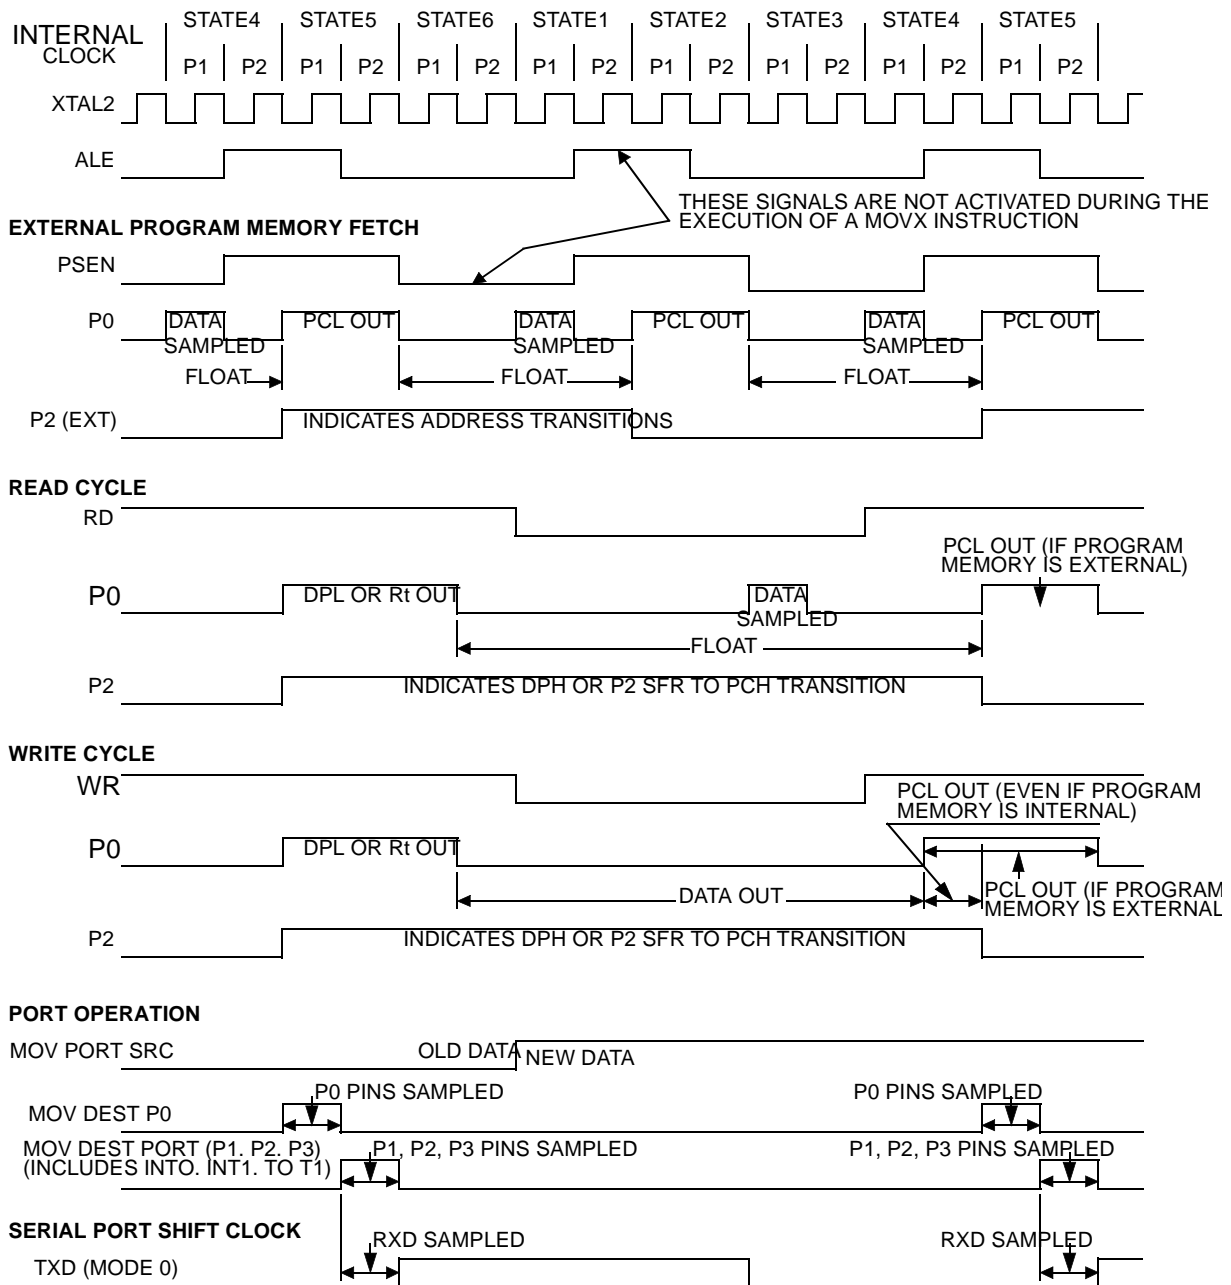 STATE4 STATE5 STATE6 STATE1 STATE2 STATE3 STATE4 STATE5
INTERNAL
CLOCK
P1 P2 P1 P2 P1 P2 P1 P2 P1 P2 P1 P2 P1 P2 P1 P2
XTAL2
ALE
THESE SIGNALS ARE NOT ACTIVATED DURING THE
EXECUTION OF A MOVX INSTRUCTION
EXTERNAL PROGRAM MEMORY FETCH
PSEN
P0 DATA PCL OUT DATA PCL OUT DATA PCL OUT
SAMPLED SAMPLED SAMPLED
FLOAT FLOAT FLOAT
P2 (EXT) INDICATES ADDRESS TRANSITIONS
READ CYCLE
RD
PCL OUT (IF PROGRAM
MEMORY IS EXTERNAL)
P0 DPL OR Rt OUT DATA
SAMPLED
FLOAT
P2 INDICATES DPH OR P2 SFR TO PCH TRANSITION
WRITE CYCLE
WR
PCL OUT (EVEN IF PROGRAM
MEMORY IS INTERNAL)
P0 DPL OR Rt OUT
DATA OUT
PCL OUT (IF PROGRAM
MEMORY IS EXTERNAL
P2 INDICATES DPH OR P2 SFR TO PCH TRANSITION
PORT OPERATION
MOV PORT SRC OLD DATA NEW DATA
P0 PINS SAMPLED P0 PINS SAMPLED
MOV DEST P0
MOV DEST PORT (P1. P2. P3) P1, P2, P3 PINS SAMPLED P1, P2, P3 PINS SAMPLED
(INCLUDES INTO. INT1. TO T1)
SERIAL PORT SHIFT CLOCK
RXD SAMPLED RXD SAMPLED
TXD (MODE 0)